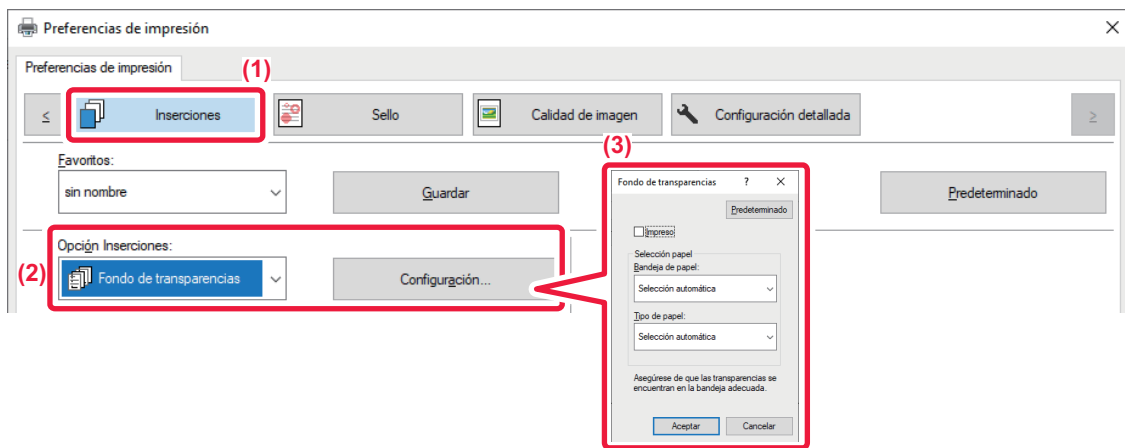 Preferencias de impresión
Preferencias de impresión
(1)
≤
Inserciones
Sello
Calidad de imagen
Configuración detallada
≥
(3)
Favoritos:
sin nombre
Guardar
Predeterminado
(2)
Opción Inserciones:
Fondo de transparencias
Configuración...
Fondo de transparencias ?
Predeterminado
Impreso
Selección papel
Bandeja de papel:
Selección automática
Tipo de papel:
Selección automática
Asegúrese de que las transparencias se
encuentran en la bandeja adecuada.
Aceptar
Cancelar